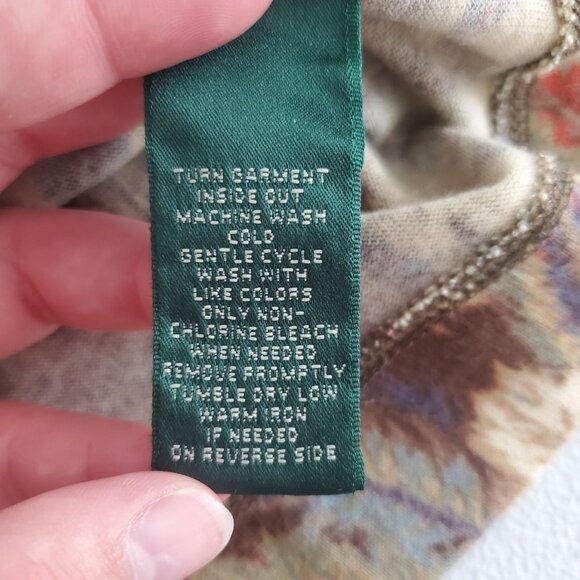 TURN GARMENT
INSIDE OUT
MACHINE WASH
COLD
GENTLE CYCLE
WASH WITH
LIKE COLORS
ONLY NON-
CHLORINE BLEACH
WHEN NEEDED
REMOVE PROMPTLY
TUMBLE DRY LOW
WARM IRON
IF NEEDED
ON REVERSE SIDE